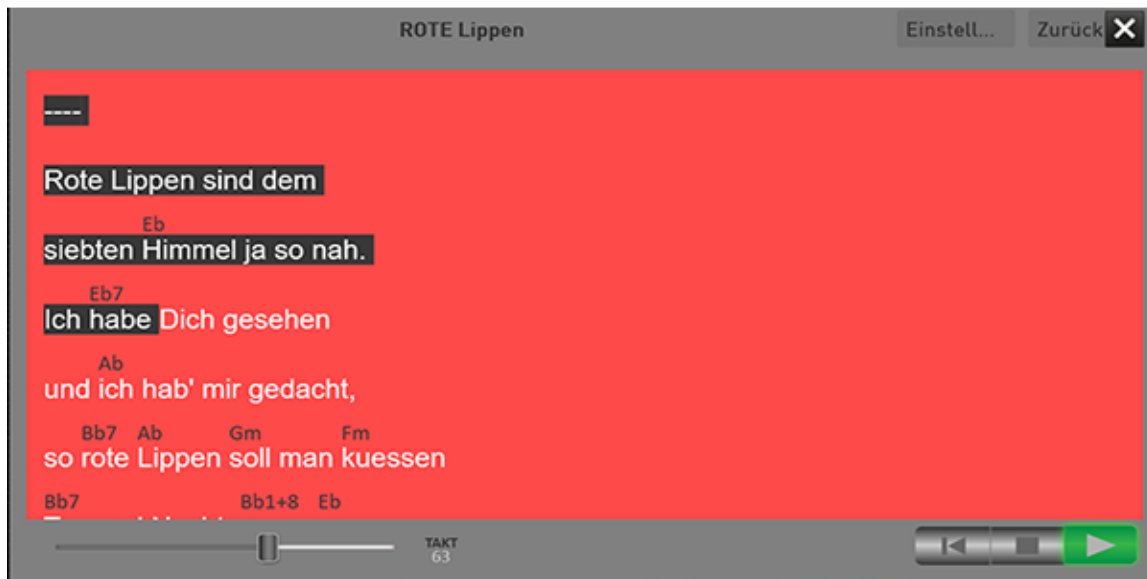 ROTE Lippen
Einstell... Zurück
----
Rote Lippen sind dem
Eb
siebten Himmel ja so nah.
Eb7
Ich habe Dich gesehen
Ab
und ich hab' mir gedacht,
Bb7 Ab Gm Fm
so rote Lippen soll man kuessen
Bb7 Bb1+8 Eb
TAKT
63